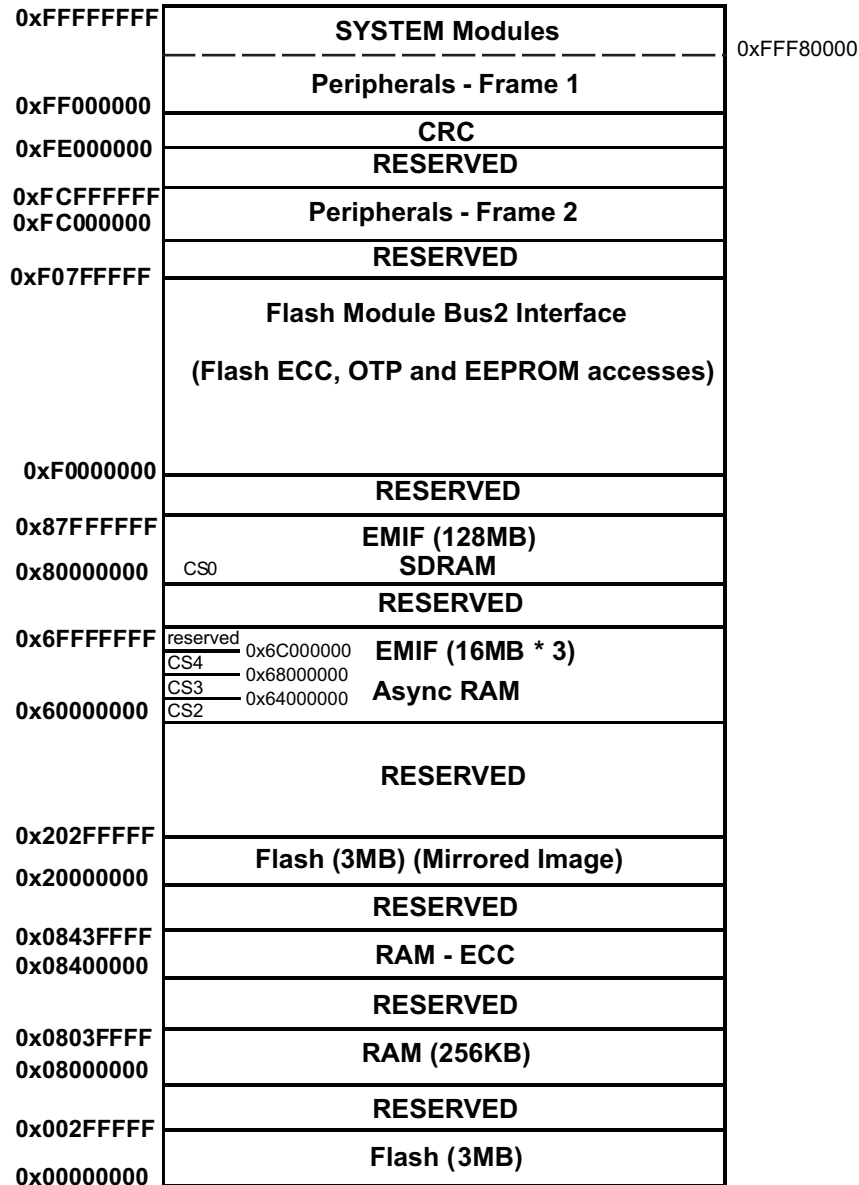 0xFFFFFFFF
SYSTEM Modules
0xFFF80000
Peripherals - Frame 1
0xFF000000
CRC
0xFE000000
RESERVED
0xFCFFFFFF
Peripherals - Frame 2
0xFC000000
RESERVED
0xF07FFFFF
Flash Module Bus2 Interface
(Flash ECC, OTP and EEPROM accesses)
0xF0000000
RESERVED
0x87FFFFFF
EMIF (128MB)
0x80000000
CS0
SDRAM
RESERVED
0x6FFFFFFF
reserved
0x6C000000
EMIF (16MB * 3)
CS4
0x68000000
CS3
0x64000000
Async RAM
0x60000000
CS2
RESERVED
0x202FFFFF
Flash (3MB) (Mirrored Image)
0x20000000
RESERVED
0x0843FFFF
RAM - ECC
0x08400000
RESERVED
0x0803FFFF
RAM (256KB)
0x08000000
RESERVED
0x002FFFFF
Flash (3MB)
0x00000000